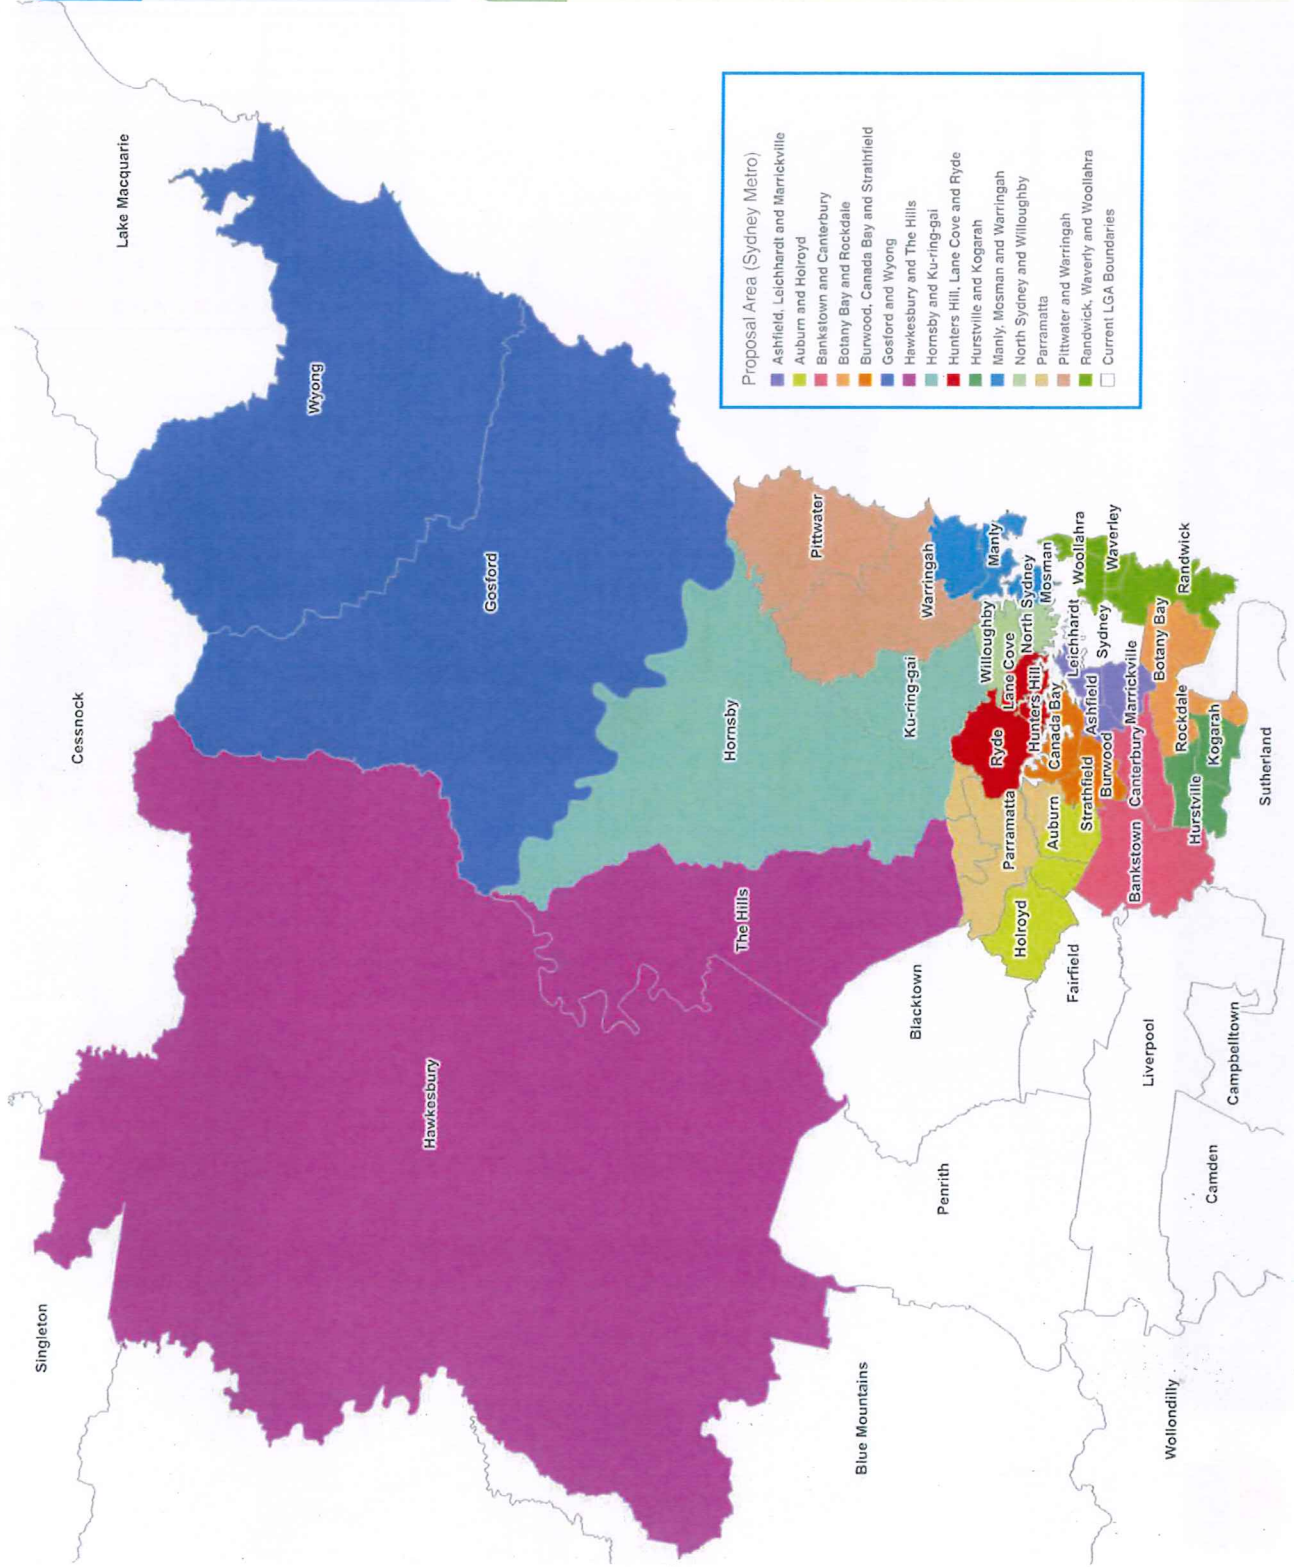 Singleton
Cessnock
Lake Macquarie
Wyong
Gosford
Hawkesbury
The Hills
Hornsby
Pittwater
Ku-ring-gai
Warringah
Blue Mountains
Penrith
Blacktown
Holroyd
Parramatta
Ryde
Lane Cove
Willoughby
Manly
Hunters Hill
North Sydney
Mosman
Fairfield
Auburn
Canada Bay
Leichhardt
Woollahra
Strathfield
Ashfield
Sydney
Waverley
Burwood
Liverpool
Bankstown
Canterbury
Marrickville
Botany Bay
Randwick
Wollondilly
Camden
Campbelltown
Hurstville
Rockdale
Kogarah
Sutherland
Proposal Area (Sydney Metro)
Ashfield, Leichhardt and Marrickville
Auburn and Holroyd
Bankstown and Canterbury
Botany Bay and Rockdale
Burwood, Canada Bay and Strathfield
Gosford and Wyong
Hawkesbury and The Hills
Hornsby and Ku-ring-gai
Hunters Hill, Lane Cove and Ryde
Hurstville and Kogarah
Manly, Mosman and Warringah
North Sydney and Willoughby
Parramatta
Pittwater and Warringah
Randwick, Waverly and Woollahra
Current LGA Boundaries